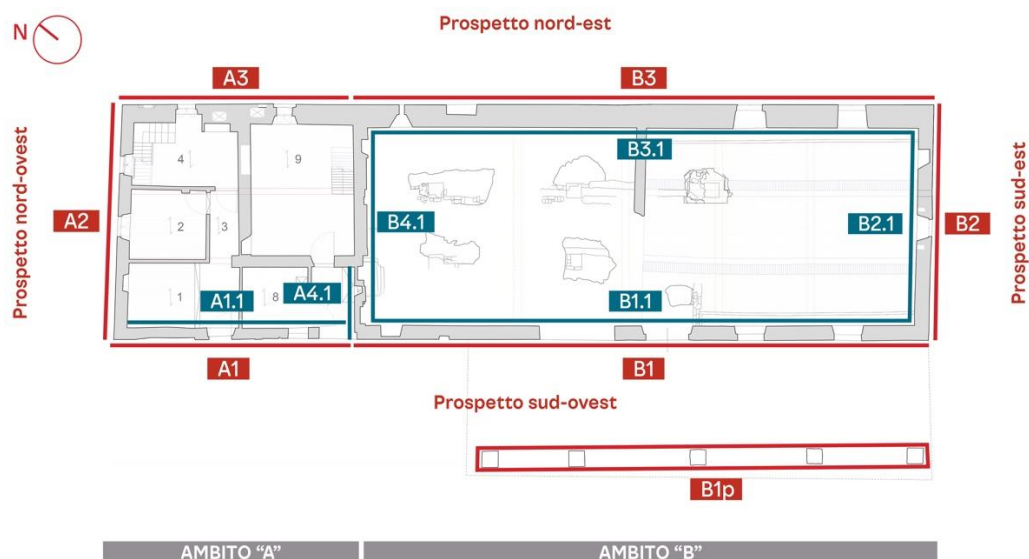 Prospetto nord-est
N
A3
B3
Prospetto nord-ovest
A2
4
9
2
3
1
8
A1.1
A4.1
B4.1
B3.1
B2.1
B1.1
B2
Prospetto sud-est
A1
B1
Prospetto sud-ovest
B1p
AMBITO “A”
AMBITO “B”